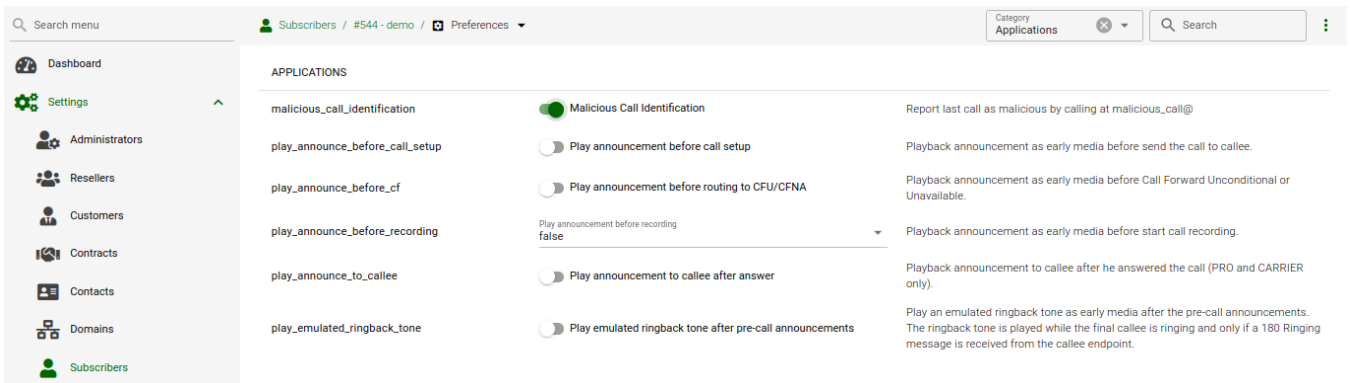 Search menu
Subscribers / #544 - demo / Preferences
Category
Applications
Search
Dashboard
Settings
Administrators
Resellers
Customers
Contracts
Contacts
Domains
Subscribers
APPLICATIONS
malicious_call_identification
Malicious Call Identification
Report last call as malicious by calling at malicious_call@
play_announce_before_call_setup
Play announcement before call setup
Playback announcement as early media before send the call to callee.
play_announce_before_cf
Play announcement before routing to CFU/CFNA
Playback announcement as early media before Call Forward Unconditional or
Unavailable.
play_announce_before_recording
Play announcement before recording
false
Playback announcement as early media before start call recording.
play_announce_to_callee
Play announcement to callee after answer
Playback announcement to callee after he answered the call (PRO and CARRIER
only).
play_emulated_ringback_tone
Play emulated ringback tone after pre-call announcements
Play an emulated ringback tone as early media after the pre-call announcements.
The ringback tone is played while the final callee is ringing and only if a 180 Ringing
message is received from the callee endpoint.